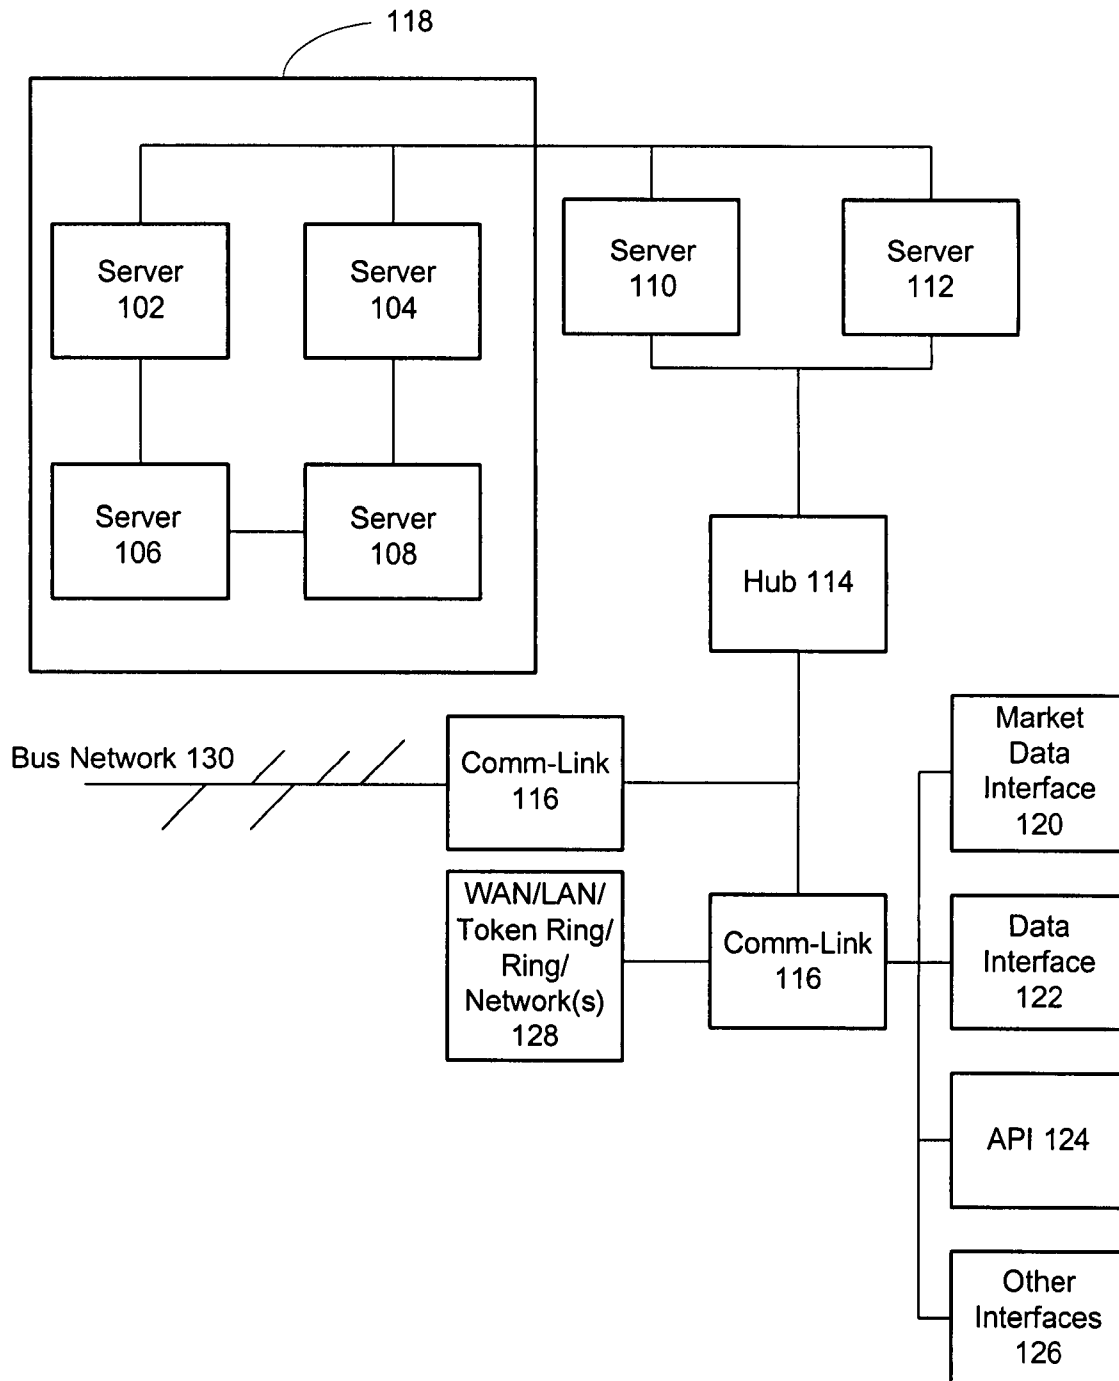 118
Server
102
Server
104
Server
110
Server
112
Server
106
Server
108
Hub 114
Bus Network 130
Comm-Link
116
Market
Data
Interface
120
WAN/LAN/
Token Ring/
Ring/
Network(s)
128
Comm-Link
116
Data
Interface
122
API 124
Other
Interfaces
126